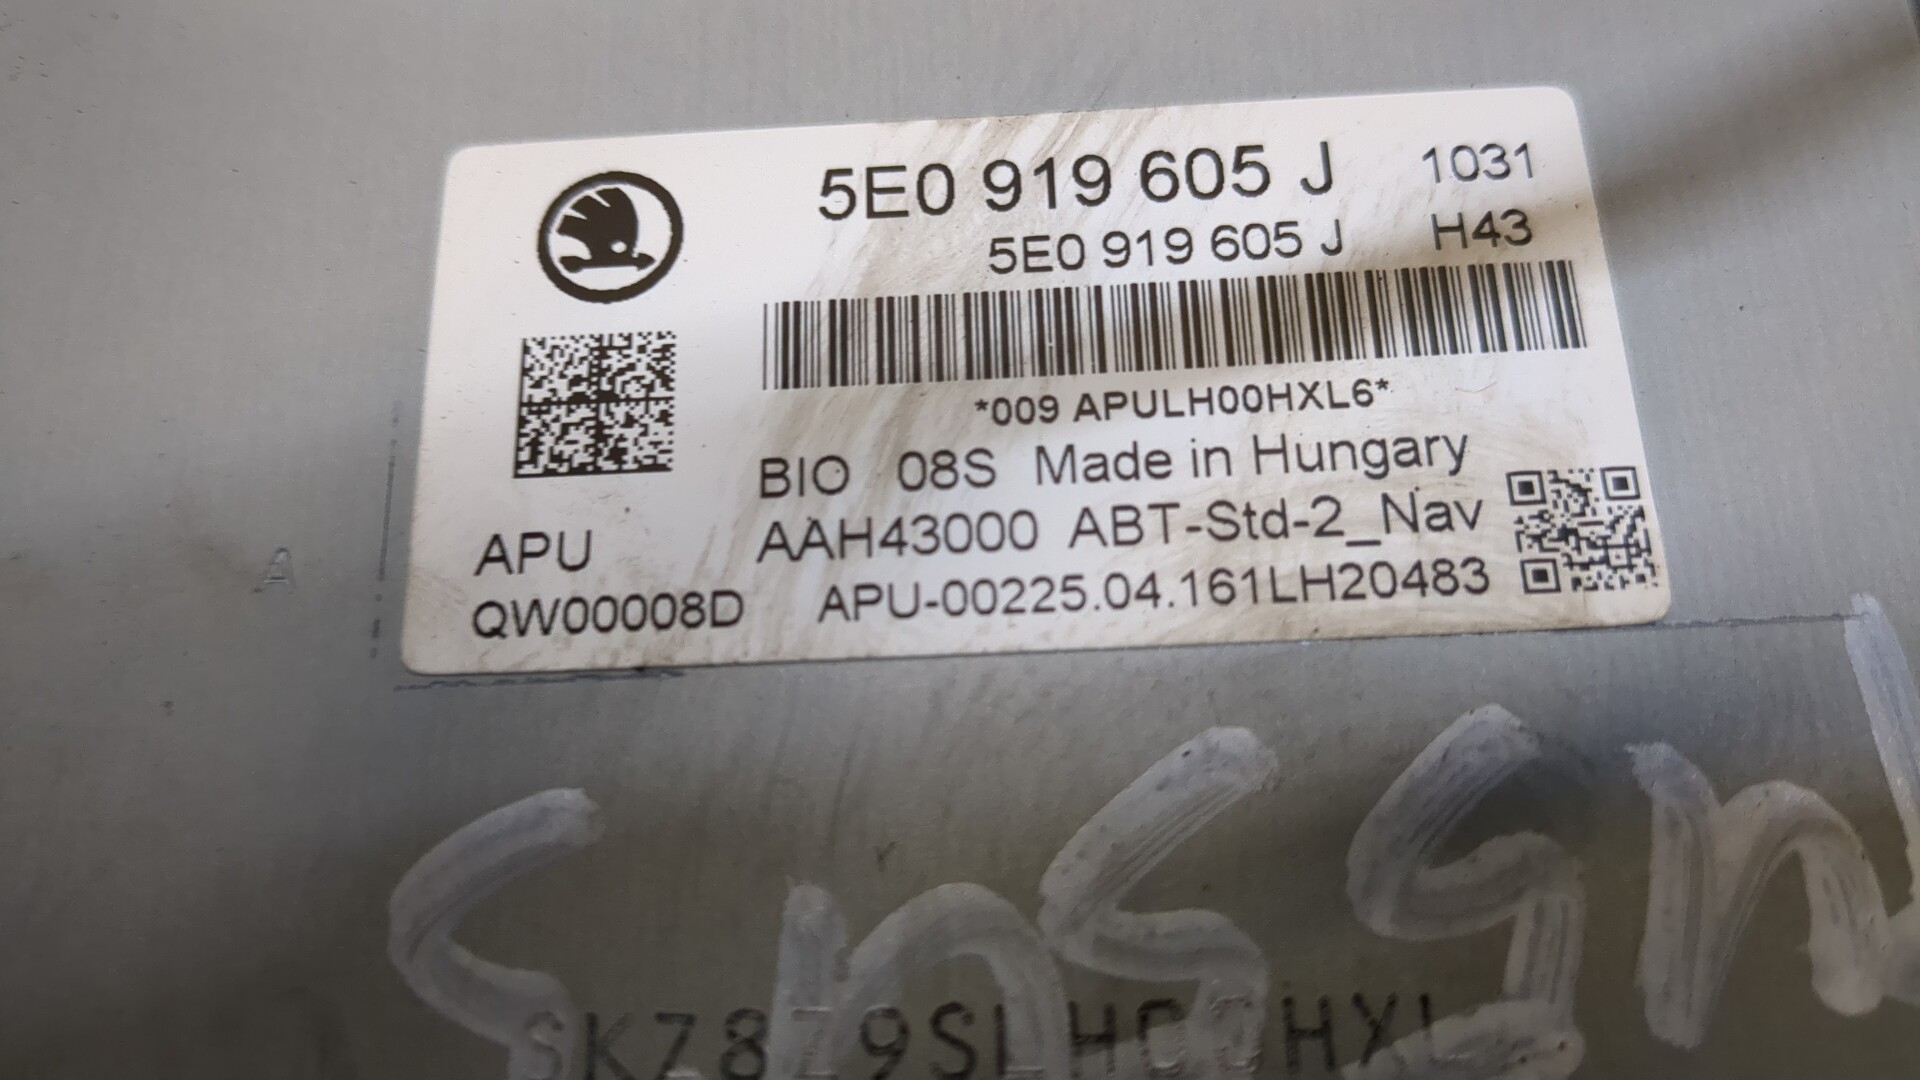 5E0 919 605 J 1031
5E0 919 605 J H43
*009 APULH00HXL6*
BIO 08S Made in Hungary
APU AAH43000 ABT-Std-2_Nav
QW00008D APU-00225.04.161LH20483
A